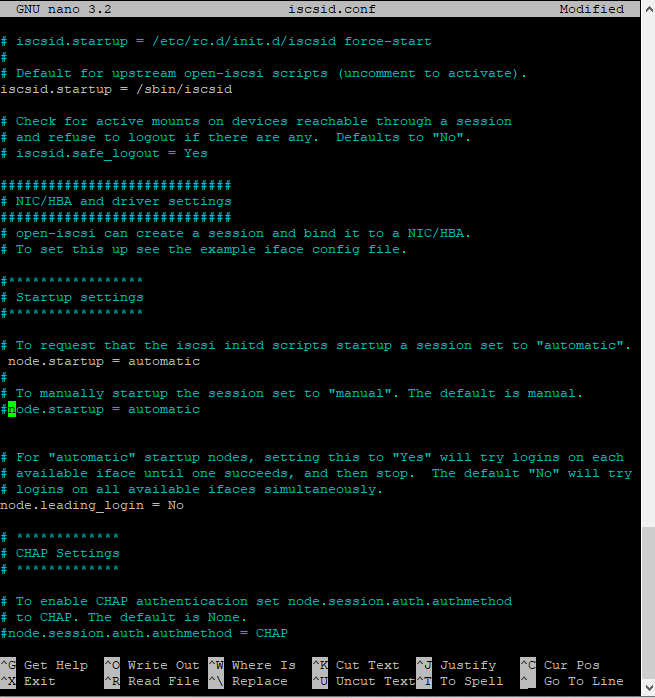 GNU nano 3.2 iscsid.conf Modified
# iscsid.startup = /etc/rc.d/init.d/iscsid force-start
#
# Default for upstream open-iscsi scripts (uncomment to activate).
iscsid.startup = /sbin/iscsid
# Check for active mounts on devices reachable through a session
# and refuse to logout if there are any.  Defaults to "No".
# iscsid.safe_logout = Yes
#############################
# NIC/HBA and driver settings
#############################
# open-iscsi can create a session and bind it to a NIC/HBA.
# To set this up see the example iface config file.
#*****************
# Startup settings
#*****************
# To request that the iscsi initd scripts startup a session set to "automatic".
 node.startup = automatic
#
# To manually startup the session set to "manual". The default is manual.
#node.startup = automatic
# For "automatic" startup nodes, setting this to "Yes" will try logins on each
# available iface until one succeeds, and then stop.  The default "No" will try
# logins on all available ifaces simultaneously.
node.leading_login = No
# *************
# CHAP Settings
# *************
# To enable CHAP authentication set node.session.auth.authmethod
# to CHAP. The default is None.
#node.session.auth.authmethod = CHAP
^G Get Help ^O Write Out ^W Where Is ^K Cut Text ^J Justify ^C Cur Pos
^X Exit ^R Read File ^\ Replace ^U Uncut Text ^T To Spell ^_ Go To Line